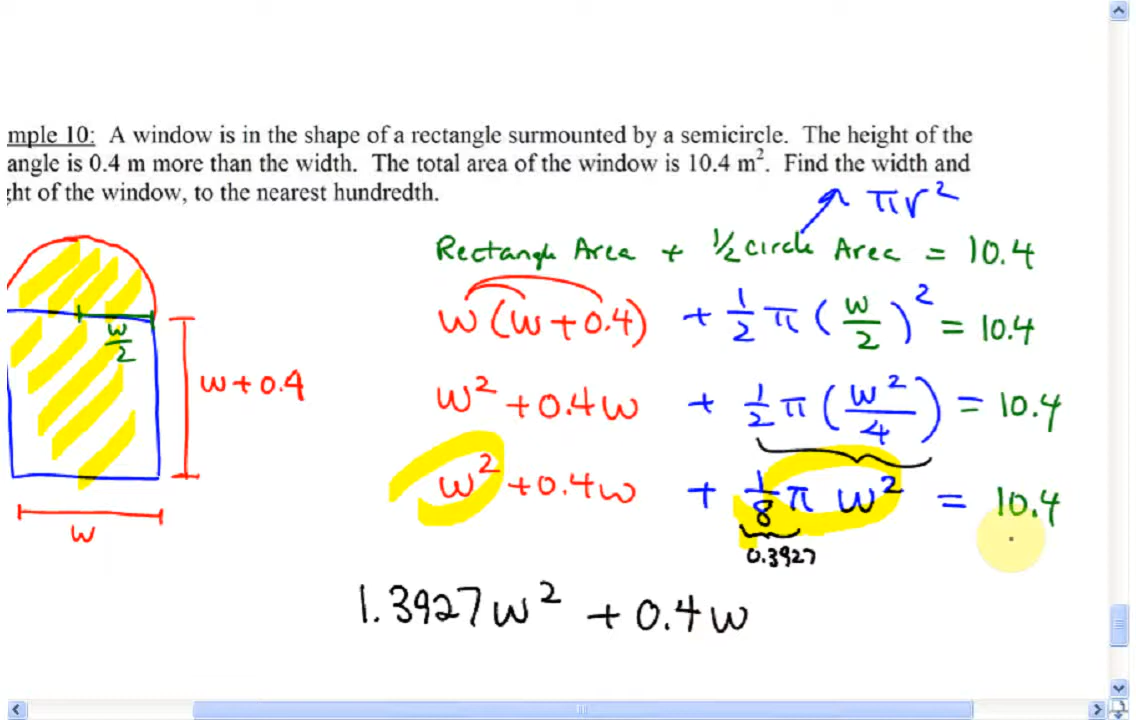 mple 10: A window is in the shape of a rectangle surmounted by a semicircle. The height of the
angle is 0.4 m more than the width. The total area of the window is 10.4 m². Find the width and
ght of the window, to the nearest hundredth.
πr²
Rectangle Area + ½ circle Area = 10.4
w(w+0.4) + 1/2 π (w/2)² = 10.4
w/2
w+0.4
w² + 0.4w + 1/2 π (w²/4) = 10.4
w² + 0.4w + 1/8 π w² = 10.4
w
0.3927
1.3927w² + 0.4w